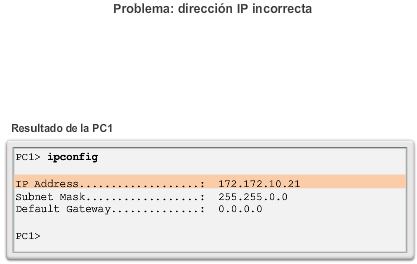 Problema: dirección IP incorrecta
Resultado de la PC1
PC1> ipconfig
IP Address...................: 172.172.10.21
Subnet Mask..................: 255.255.0.0
Default Gateway..............: 0.0.0.0
PC1>